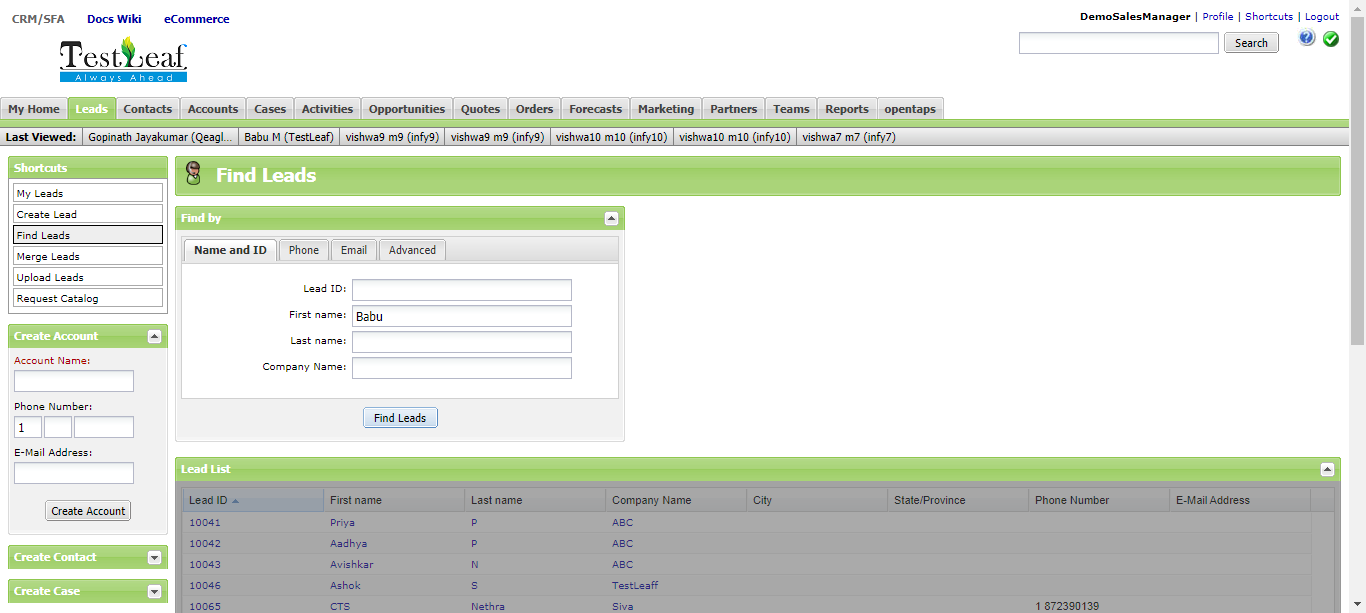 CRM/SFA Docs Wiki eCommerce
DemoSalesManager | Profile | Shortcuts | Logout
TestLeaf
Always Ahead
Search
My Home Leads Contacts Accounts Cases Activities Opportunities Quotes Orders Forecasts Marketing Partners Teams Reports opentaps
Last Viewed: Gopinath Jayakumar (Qeagl... Babu M (TestLeaf) vishwa9 m9 (infy9) vishwa9 m9 (infy9) vishwa10 m10 (infy10) vishwa10 m10 (infy10) vishwa7 m7 (infy7)
Shortcuts
My Leads
Create Lead
Find Leads
Merge Leads
Upload Leads
Request Catalog
Create Account
Account Name:
Phone Number:
1
E-Mail Address:
Create Account
Create Contact
Create Case
Find Leads
Find by
Name and ID Phone Email Advanced
Lead ID:
First name: Babu
Last name:
Company Name:
Find Leads
Lead List
Lead ID First name Last name Company Name City State/Province Phone Number E-Mail Address
10041 Priya P ABC
10042 Aadhya P ABC
10043 Avishkar N ABC
10046 Ashok S TestLeaff
10065 CTS Nethra Siva 1 872390139